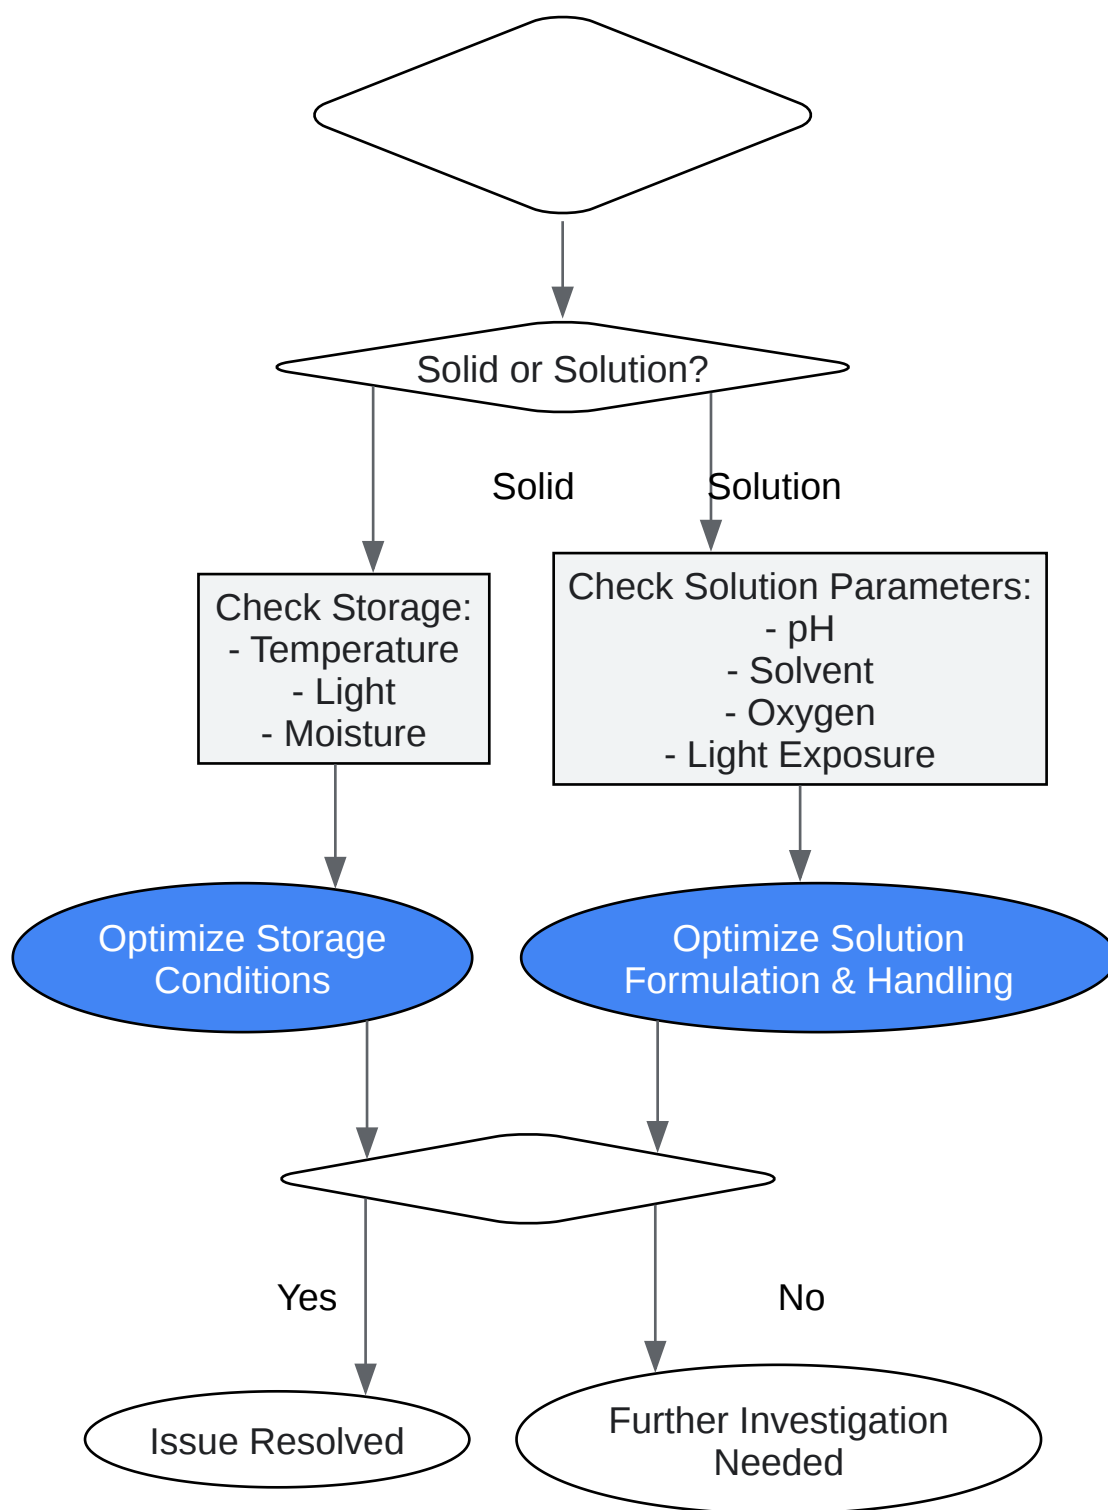 Solid or Solution?
Solid
Solution
Check Storage:
- Temperature
- Light
- Moisture
Check Solution Parameters:
- pH
- Solvent
- Oxygen
- Light Exposure
Optimize Storage
Conditions
Optimize Solution
Formulation & Handling
Yes
No
Issue Resolved
Further Investigation
Needed